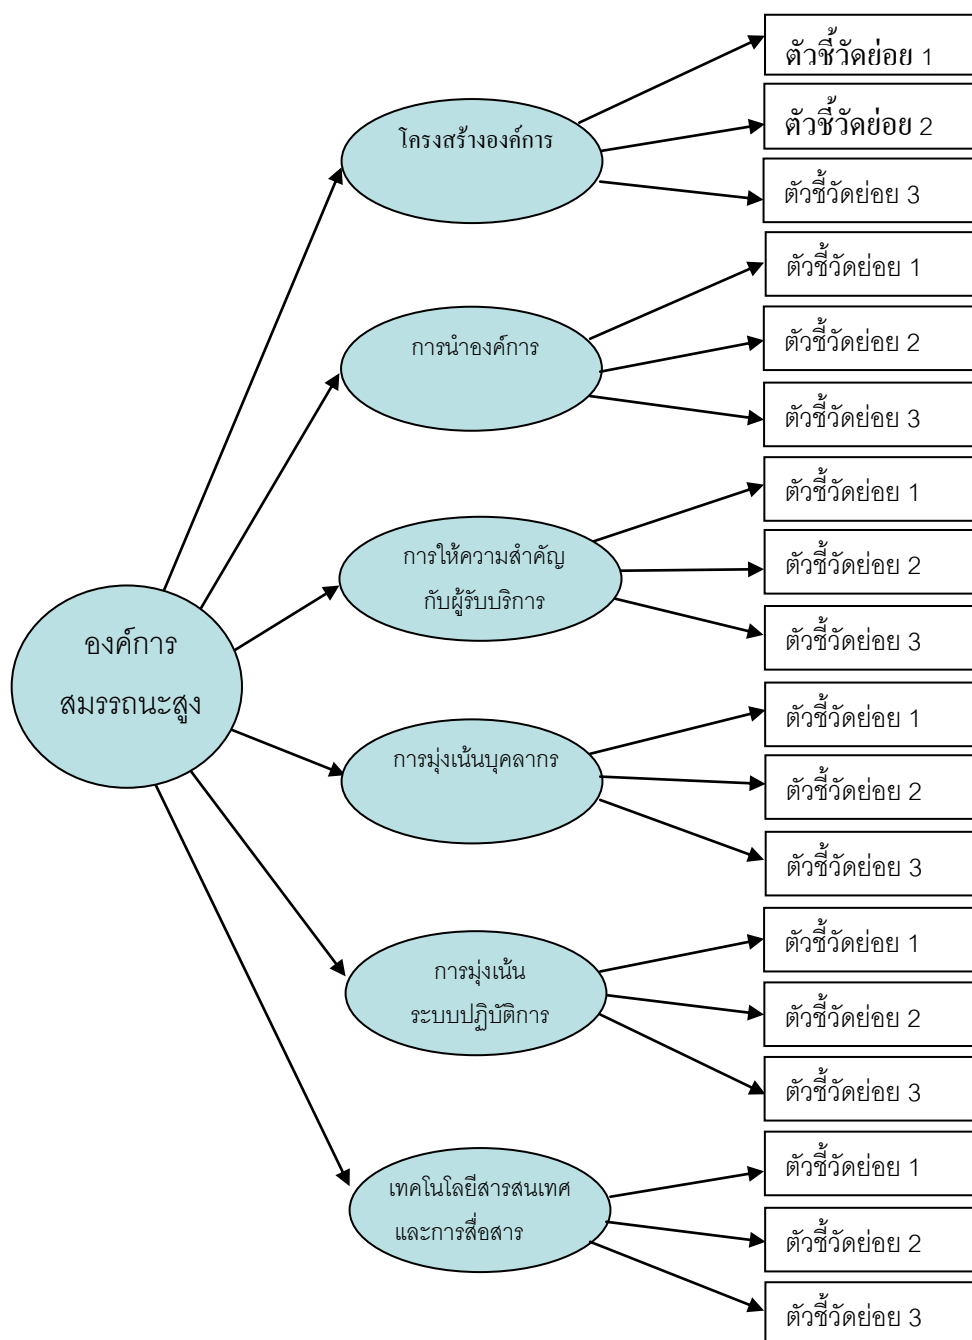 ตัวชี้วัดย่อย 1
โครงสร้างองค์การ
ตัวชี้วัดย่อย 2
ตัวชี้วัดย่อย 3
ตัวชี้วัดย่อย 1
การนำองค์การ
ตัวชี้วัดย่อย 2
ตัวชี้วัดย่อย 3
ตัวชี้วัดย่อย 1
การให้ความสำคัญ
กับผู้รับบริการ
ตัวชี้วัดย่อย 2
ตัวชี้วัดย่อย 3
องค์การ
สมรรถนะสูง
ตัวชี้วัดย่อย 1
การมุ่งเน้นบุคลากร
ตัวชี้วัดย่อย 2
ตัวชี้วัดย่อย 3
ตัวชี้วัดย่อย 1
การมุ่งเน้น
ระบบปฏิบัติการ
ตัวชี้วัดย่อย 2
ตัวชี้วัดย่อย 3
ตัวชี้วัดย่อย 1
เทคโนโลยีสารสนเทศ
และการสื่อสาร
ตัวชี้วัดย่อย 2
ตัวชี้วัดย่อย 3